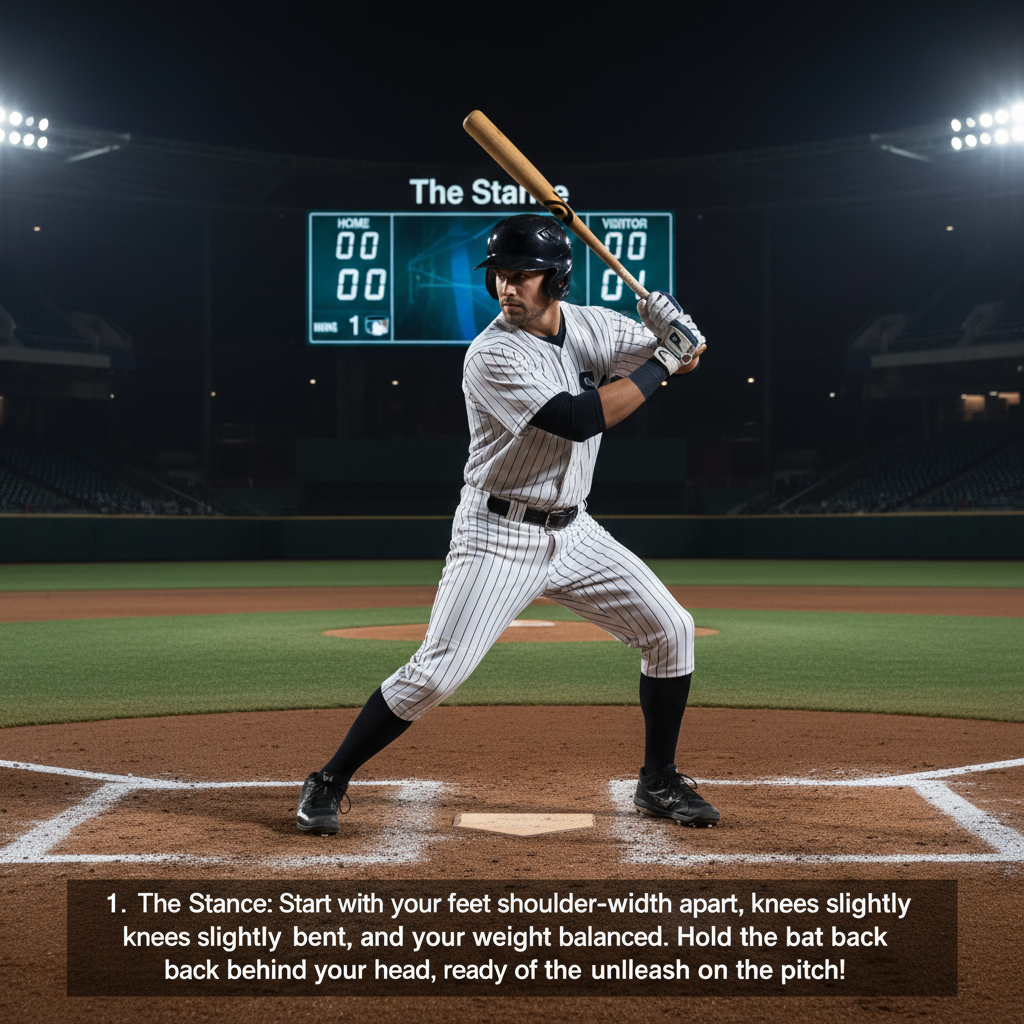 The Stance
HOME
VISITOR
00
00
00
01
1
1. The Stance: Start with your feet shoulder-width apart, knees slightly
knees slightly bent, and your weight balanced. Hold the bat back
back behind your head, ready of the unlleash on the pitch!